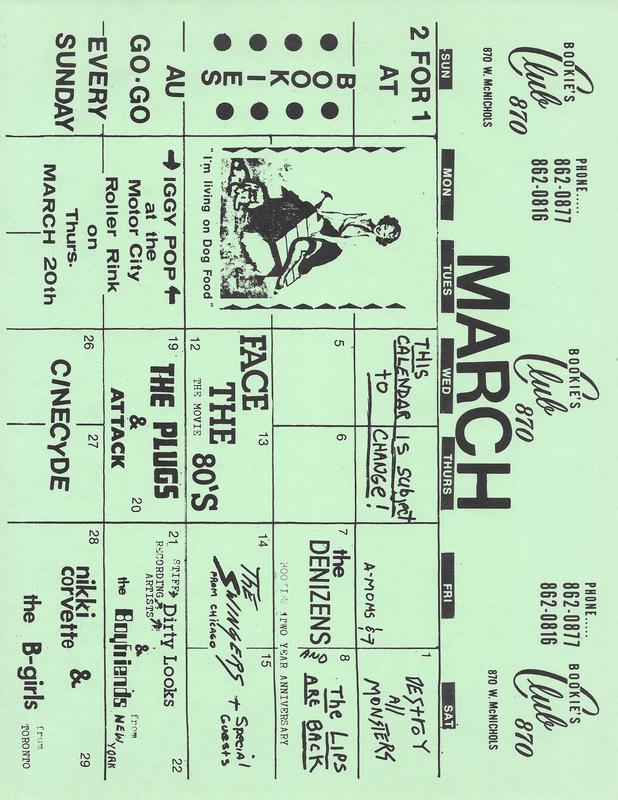 BOOKIE'S
Club 870
870 W. McNICHOLS
PHONE.....
862-0877
862-0816
BOOKIE'S
Club 870
PHONE.....
862-0877
862-0816
BOOKIE'S
Club 870
870 W. McNICHOLS
MARCH
SUN
MON
TUES
WED
THURS
FRI
SAT
2 FOR 1
AT
BOOKIES
AU
GO-GO
EVERY
SUNDAY
"I'm living on Dog Food"
IGGY POP
at the
Motor City
Roller Rink
on
Thurs.
MARCH 20th
THIS
CALENDAR IS SUBJECT
TO CHANGE!
A-MOMS &7
1
DESTROY
All
MONSTERS
5
6
7
the
DENIZENS
AND
8
The LIPS
ARE BACK
TWO YEAR ANNIVERSARY
12
13
FACE
THE
80'S
THE MOVIE
14
THE
SWINGERS
FROM CHICAGO
15
+ Special
Guests
19
THE PLUGS
&
ATTACK
20
21
STIFF
RECORDING
ARTISTS
Dirty Looks
&
the Boyfriends
from
NEW YORK
22
26
CINECYDE
27
28
nikki
corvette &
the B-girls
from
TORONTO
29